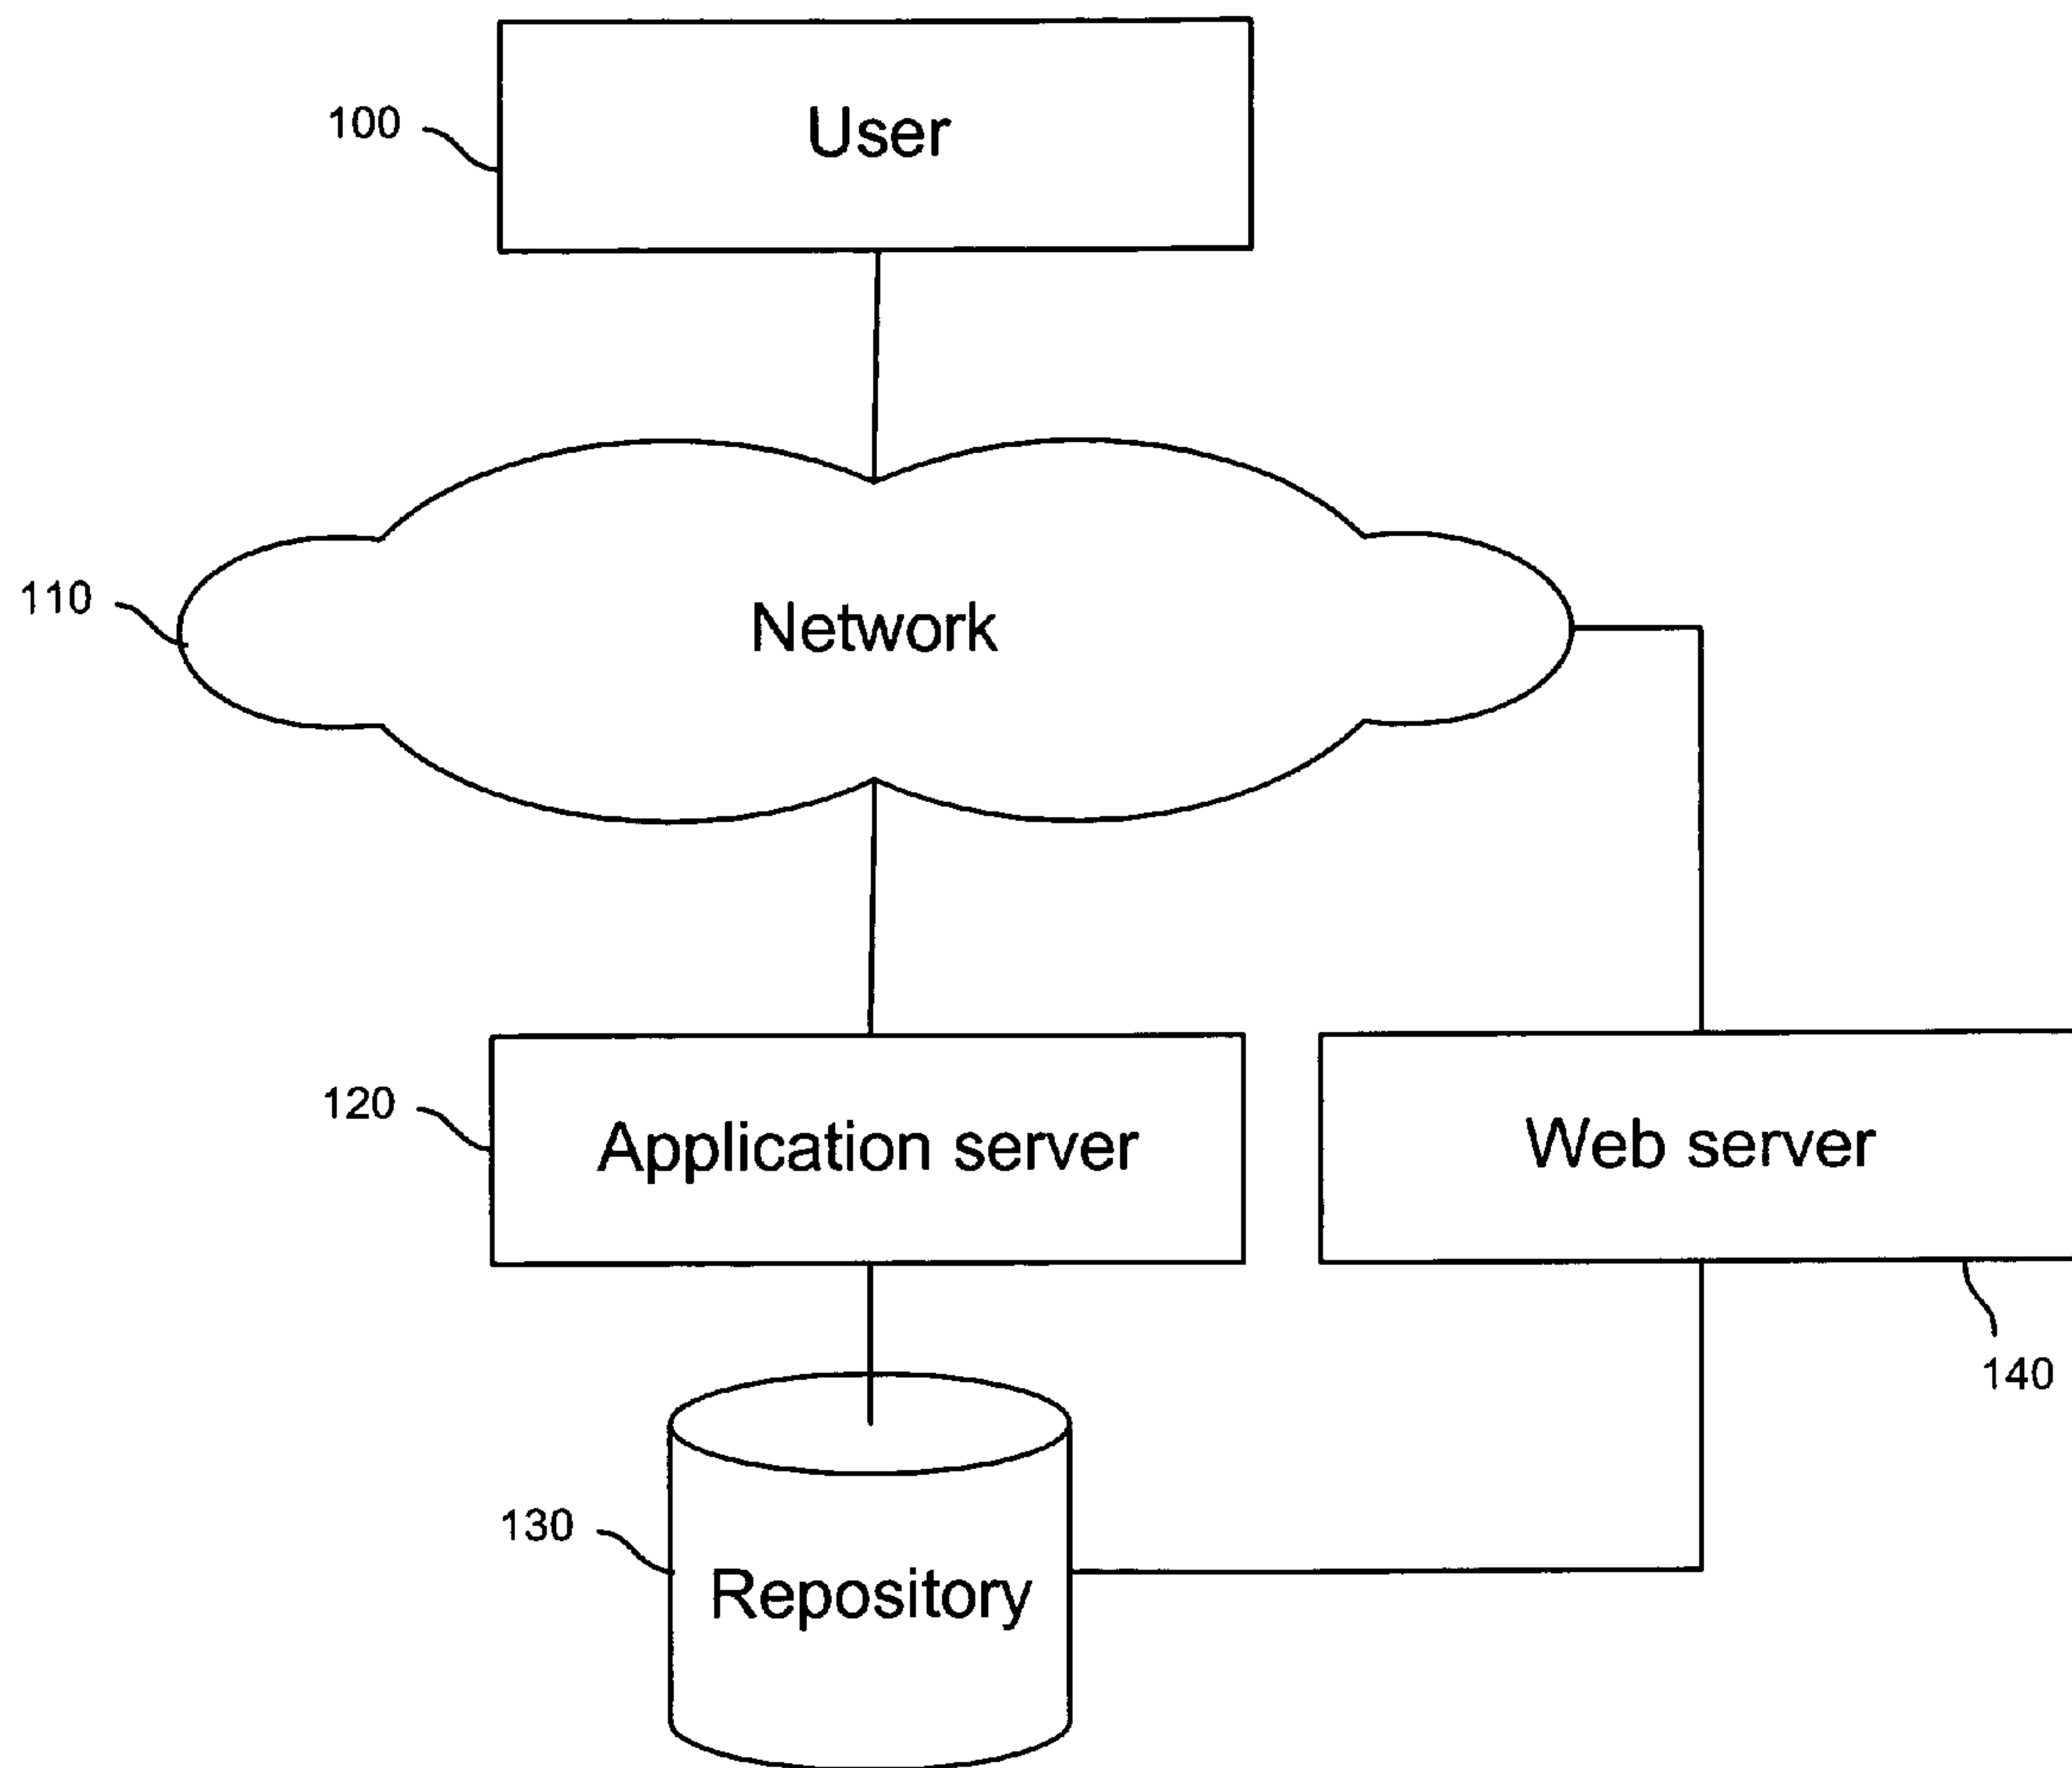 User
100
Network
110
Application server
120
Web server
140
Repository
130